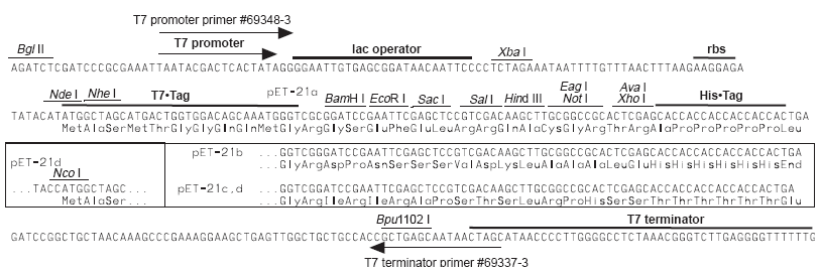 T7 promoter primer #69348-3
Bgl II T7 promoter lac operator Xba I rbs
AGATCTCGATCCCGCGAAATTAATACGACTCACTATAGGGGAATTGTGAGCGGATAACAATTCCCCTCTAGAAATAATTTTGTTTAACTTTAAGAAGGAGA
Nde I Nhe I T7•Tag pET-21a BamH I EcoR I Sac I Sal I Hind III Eag I Not I Ava I Xho I His•Tag
TATACATATGGCTAGCATGACTGGTGGACAGCAAATGGGTCGCGGATCCGAATTCGAGCTCCGTCGACAAGCTTGCGGCCGCACTCGAGCACCACCACCACCACCACTGA
MetAlaSerMetThrGlyGlyGlnGlnMetGlyArgGlySerGluPheGluLeuArgArgGlnAlaCysGlyArgThrArgAlaProProProProProProLeu
pET-21d
Nco I
...TACCATGGCTAGC...
MetAlaSer...
pET-21b ...GGTCGGGATCCGAATTCGAGCTCCGTCGACAAGCTTGCGGCCGCACTCGAGCACCACCACCACCACCACTGA
...GlyArgAspProAsnSerSerSerValAspLysLeuAlaAlaAlaLeuGluHisHisHisHisHisHisEnd
pET-21c,d ...GGTCGGATCCGAATTCGAGCTCCGTCGACAAGCTTGCGGCCGCACTCGAGCACCACCACCACCACCACTGA
...GlyArgIleArgIleArgAlaProSerThrSerLeuArgProHisSerSerThrThrThrThrThrThrGlu
Bpu1102 I T7 terminator
GATCCGGCTGCTAACAAAGCCCGAAAGGAAGCTGAGTTGGCTGCTGCCACCGCTGAGCAATAACTAGCATAACCCCTTGGGGCCTCTAAACGGGTCTTGAGGGGTTTTTTG
T7 terminator primer #69337-3